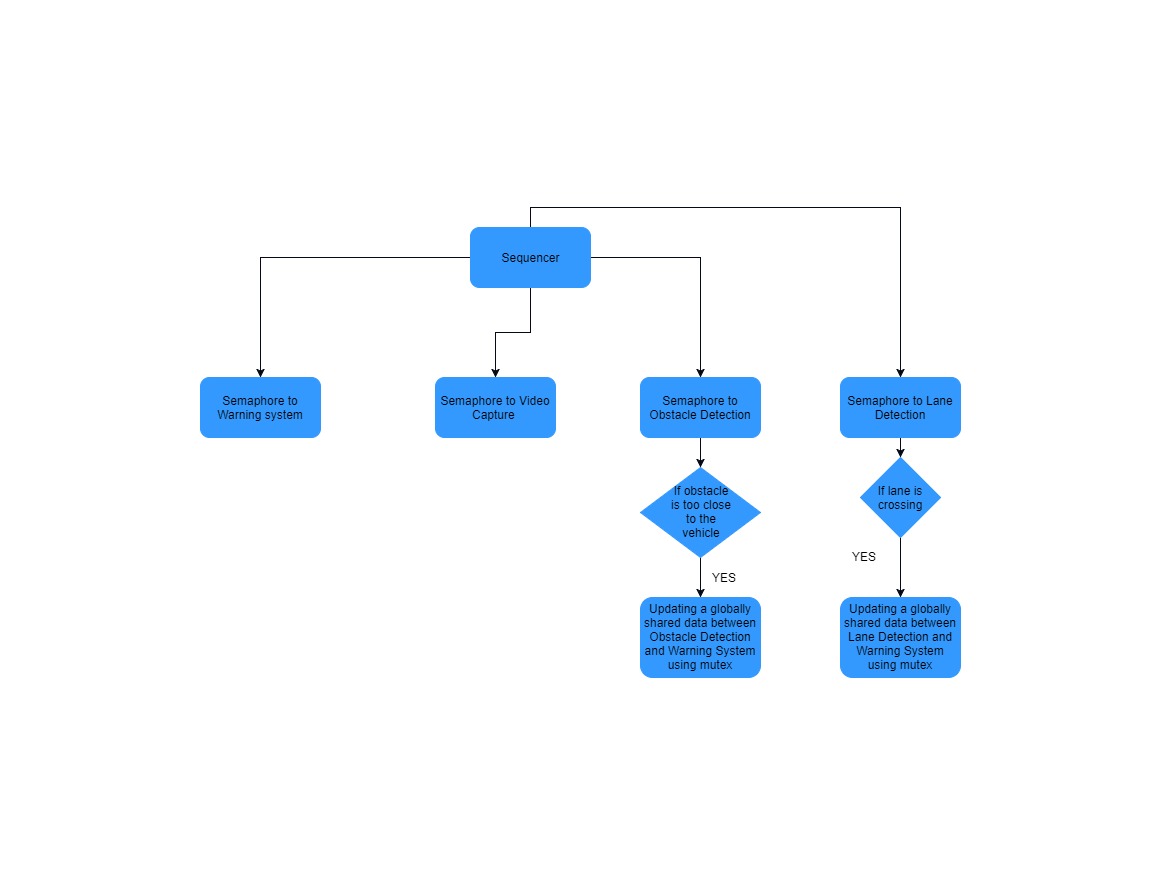 Sequencer
Semaphore to
Warning system
Semaphore to Video
Capture
Semaphore to
Obstacle Detection
Semaphore to Lane
Detection
If obstacle
is too close
to the
vehicle
If lane is
crossing
YES
YES
Updating a globally
shared data between
Obstacle Detection
and Warning System
using mutex
Updating a globally
shared data between
Lane Detection and
Warning System
using mutex